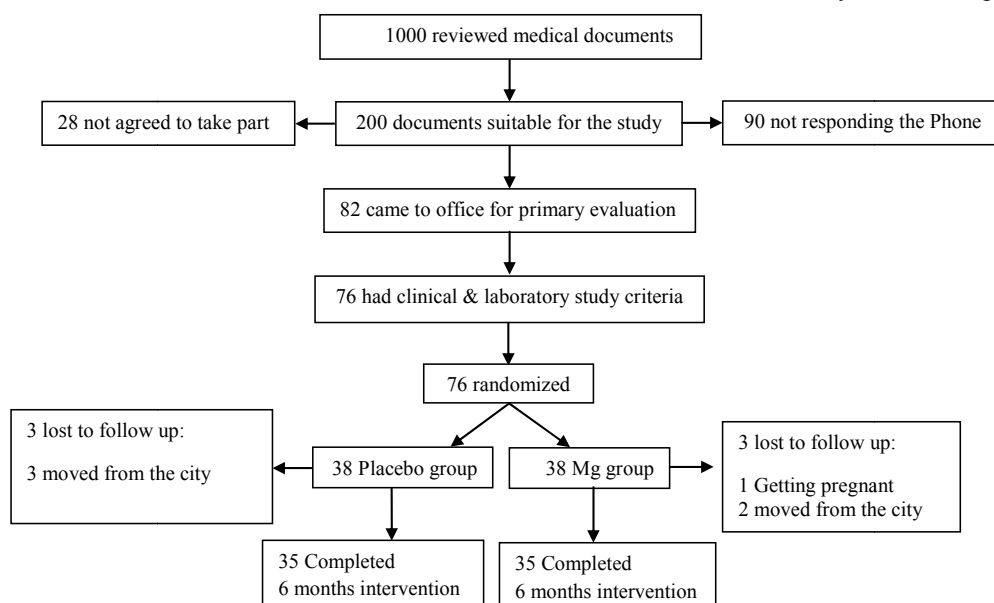 1000 reviewed medical documents
28 not agreed to take part
200 documents suitable for the study
90 not responding the Phone
82 came to office for primary evaluation
76 had clinical & laboratory study criteria
76 randomized
3 lost to follow up:
3 moved from the city
38 Placebo group
38 Mg group
3 lost to follow up:
1 Getting pregnant
2 moved from the city
35 Completed
6 months intervention
35 Completed
6 months intervention